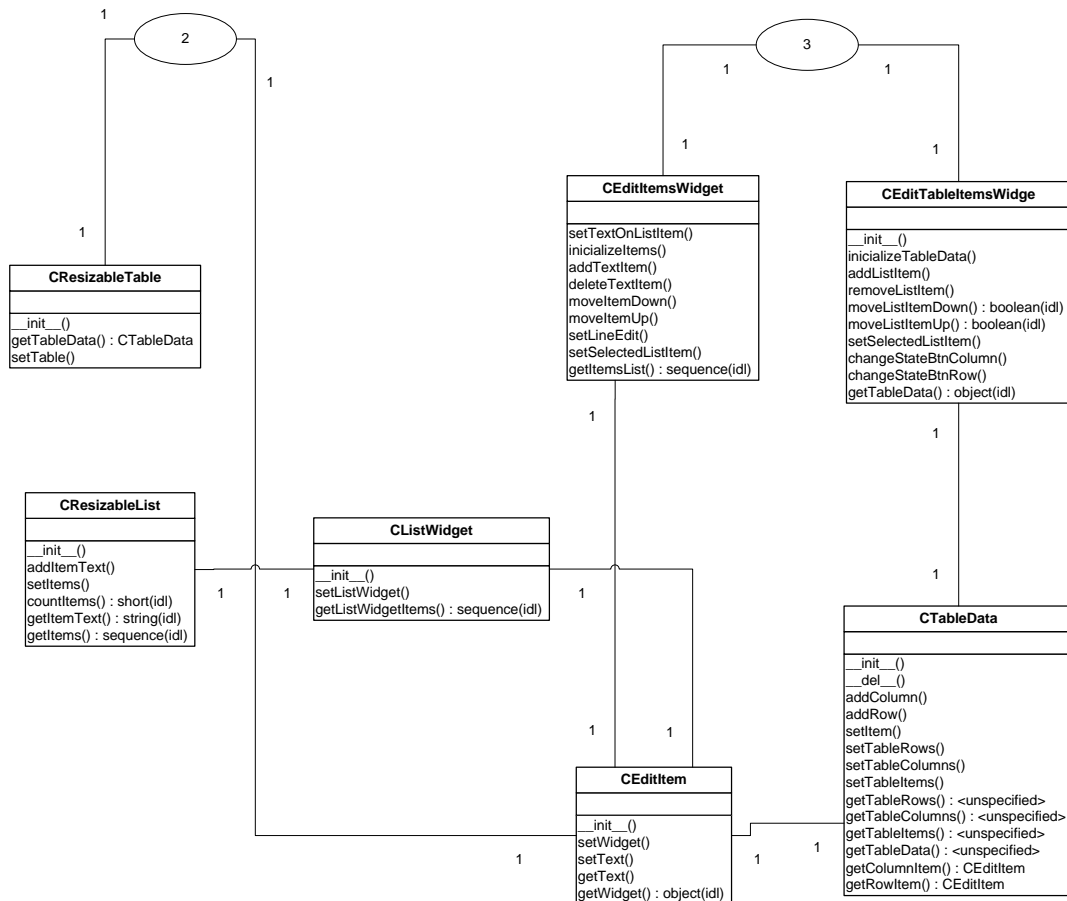 1
2
1
1
3
1
1
1
1
CEditItemsWidget
setTextOnListItem()
inicializeItems()
addTextItem()
deleteTextItem()
moveItemDown()
moveItemUp()
setLineEdit()
setSelectedListItem()
getItemsList() : sequence(idl)
CEditTableItemsWidge
__init__()
inicializeTableData()
addListItem()
removeListItem()
moveListItemDown() : boolean(idl)
moveListItemUp() : boolean(idl)
setSelectedListItem()
changeStateBtnColumn()
changeStateBtnRow()
getTableData() : object(idl)
CResizableTable
__init__()
getTableData() : CTableData
setTable()
1
1
CResizableList
__init__()
addItemText()
setItems()
countItems() : short(idl)
getItemText() : string(idl)
getItems() : sequence(idl)
1
1
CListWidget
__init__()
setListWidget()
getListWidgetItems() : sequence(idl)
1
1
1
1
CEditItem
__init__()
setWidget()
setText()
getText()
getWidget() : object(idl)
1
1
1
CTableData
__init__()
__del__()
addColumn()
addRow()
setItem()
setTableRows()
setTableColumns()
setTableItems()
getTableRows() : <unspecified>
getTableColumns() : <unspecified>
getTableItems() : <unspecified>
getTableData() : <unspecified>
getColumnItem() : CEditItem
getRowItem() : CEditItem